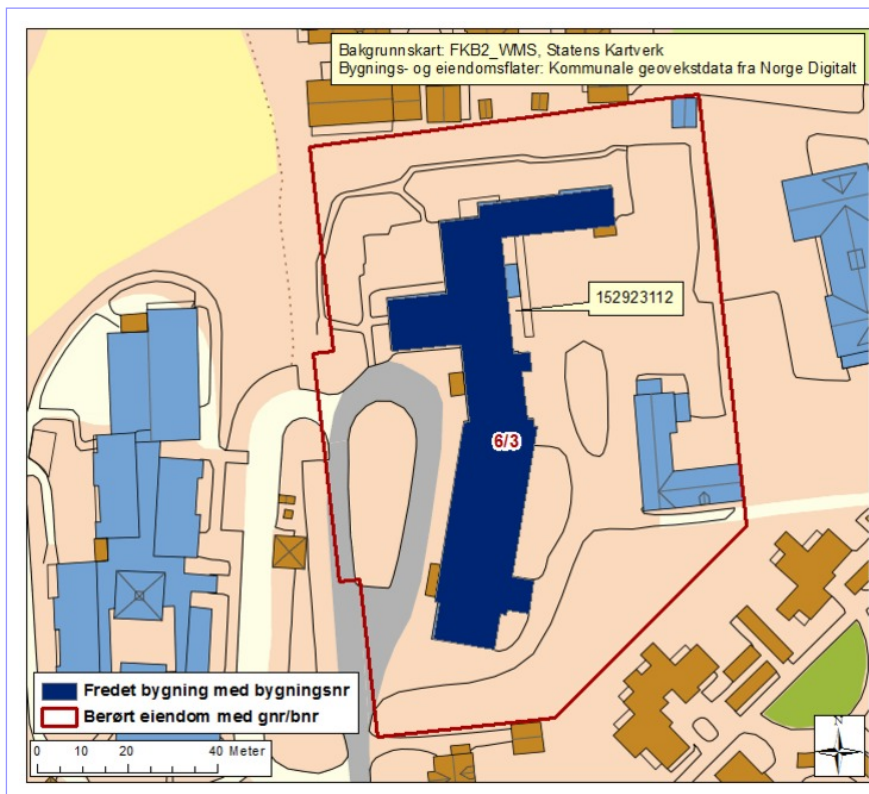 Bakgrunnskart: FKB2_WMS, Statens Kartverk
Bygnings- og eiendomsflater: Kommunale geovekstdata fra Norge Digitalt
152923112
6/3
Fredet bygning med bygningsnr
Berørt eiendom med gnr/bnr
0 10 20 40 Meter
N